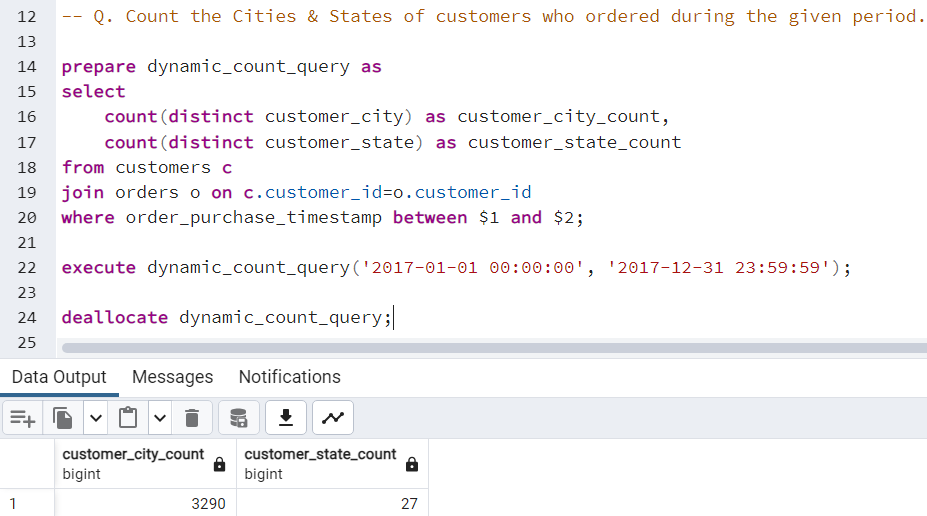 12 -- Q. Count the Cities & States of customers who ordered during the given period.
13
14 prepare dynamic_count_query as
15 select
16     count(distinct customer_city) as customer_city_count,
17     count(distinct customer_state) as customer_state_count
18 from customers c
19 join orders o on c.customer_id=o.customer_id
20 where order_purchase_timestamp between $1 and $2;
21
22 execute dynamic_count_query('2017-01-01 00:00:00', '2017-12-31 23:59:59');
23
24 deallocate dynamic_count_query;
25
Data Output Messages Notifications
customer_city_count customer_state_count
bigint bigint
1 3290 27